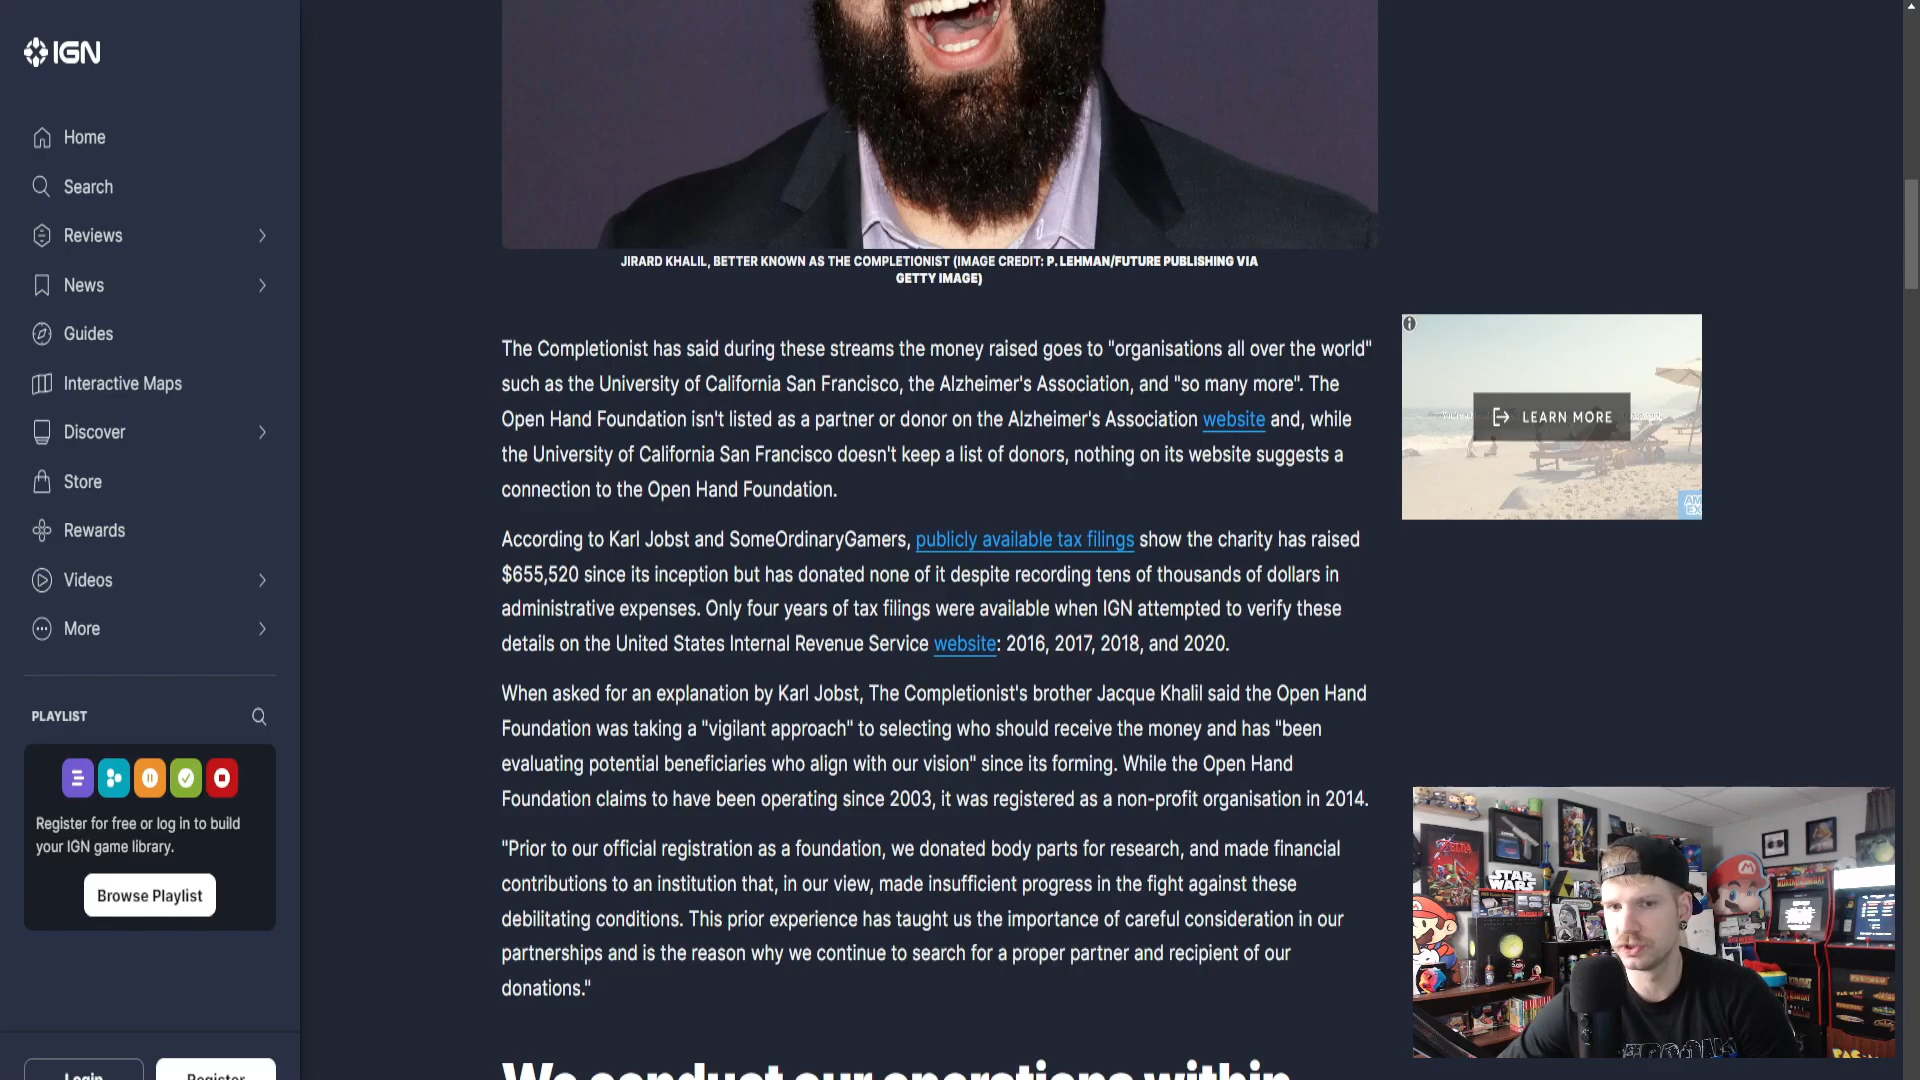 IGN
Home
Search
Reviews
News
Guides
Interactive Maps
Discover
Store
Rewards
Videos
More
PLAYLIST
Register for free or log in to build
your IGN game library.
Browse Playlist
Login
Register
JIRARD KHALIL, BETTER KNOWN AS THE COMPLETIONIST (IMAGE CREDIT: P. LEHMAN/FUTURE PUBLISHING VIA
GETTY IMAGE)
The Completionist has said during these streams the money raised goes to "organisations all over the world"
such as the University of California San Francisco, the Alzheimer's Association, and "so many more". The
Open Hand Foundation isn't listed as a partner or donor on the Alzheimer's Association website and, while
the University of California San Francisco doesn't keep a list of donors, nothing on its website suggests a
connection to the Open Hand Foundation.
According to Karl Jobst and SomeOrdinaryGamers, publicly available tax filings show the charity has raised
$655,520 since its inception but has donated none of it despite recording tens of thousands of dollars in
administrative expenses. Only four years of tax filings were available when IGN attempted to verify these
details on the United States Internal Revenue Service website: 2016, 2017, 2018, and 2020.
When asked for an explanation by Karl Jobst, The Completionist's brother Jacque Khalil said the Open Hand
Foundation was taking a "vigilant approach" to selecting who should receive the money and has "been
evaluating potential beneficiaries who align with our vision" since its forming. While the Open Hand
Foundation claims to have been operating since 2003, it was registered as a non-profit organisation in 2014.
"Prior to our official registration as a foundation, we donated body parts for research, and made financial
contributions to an institution that, in our view, made insufficient progress in the fight against these
debilitating conditions. This prior experience has taught us the importance of careful consideration in our
partnerships and is the reason why we continue to search for a proper partner and recipient of our
donations."
We conduct our operations within
LEARN MORE
AM
EX
ZELDA
STAR
WARS
MORTAL KOMBAT